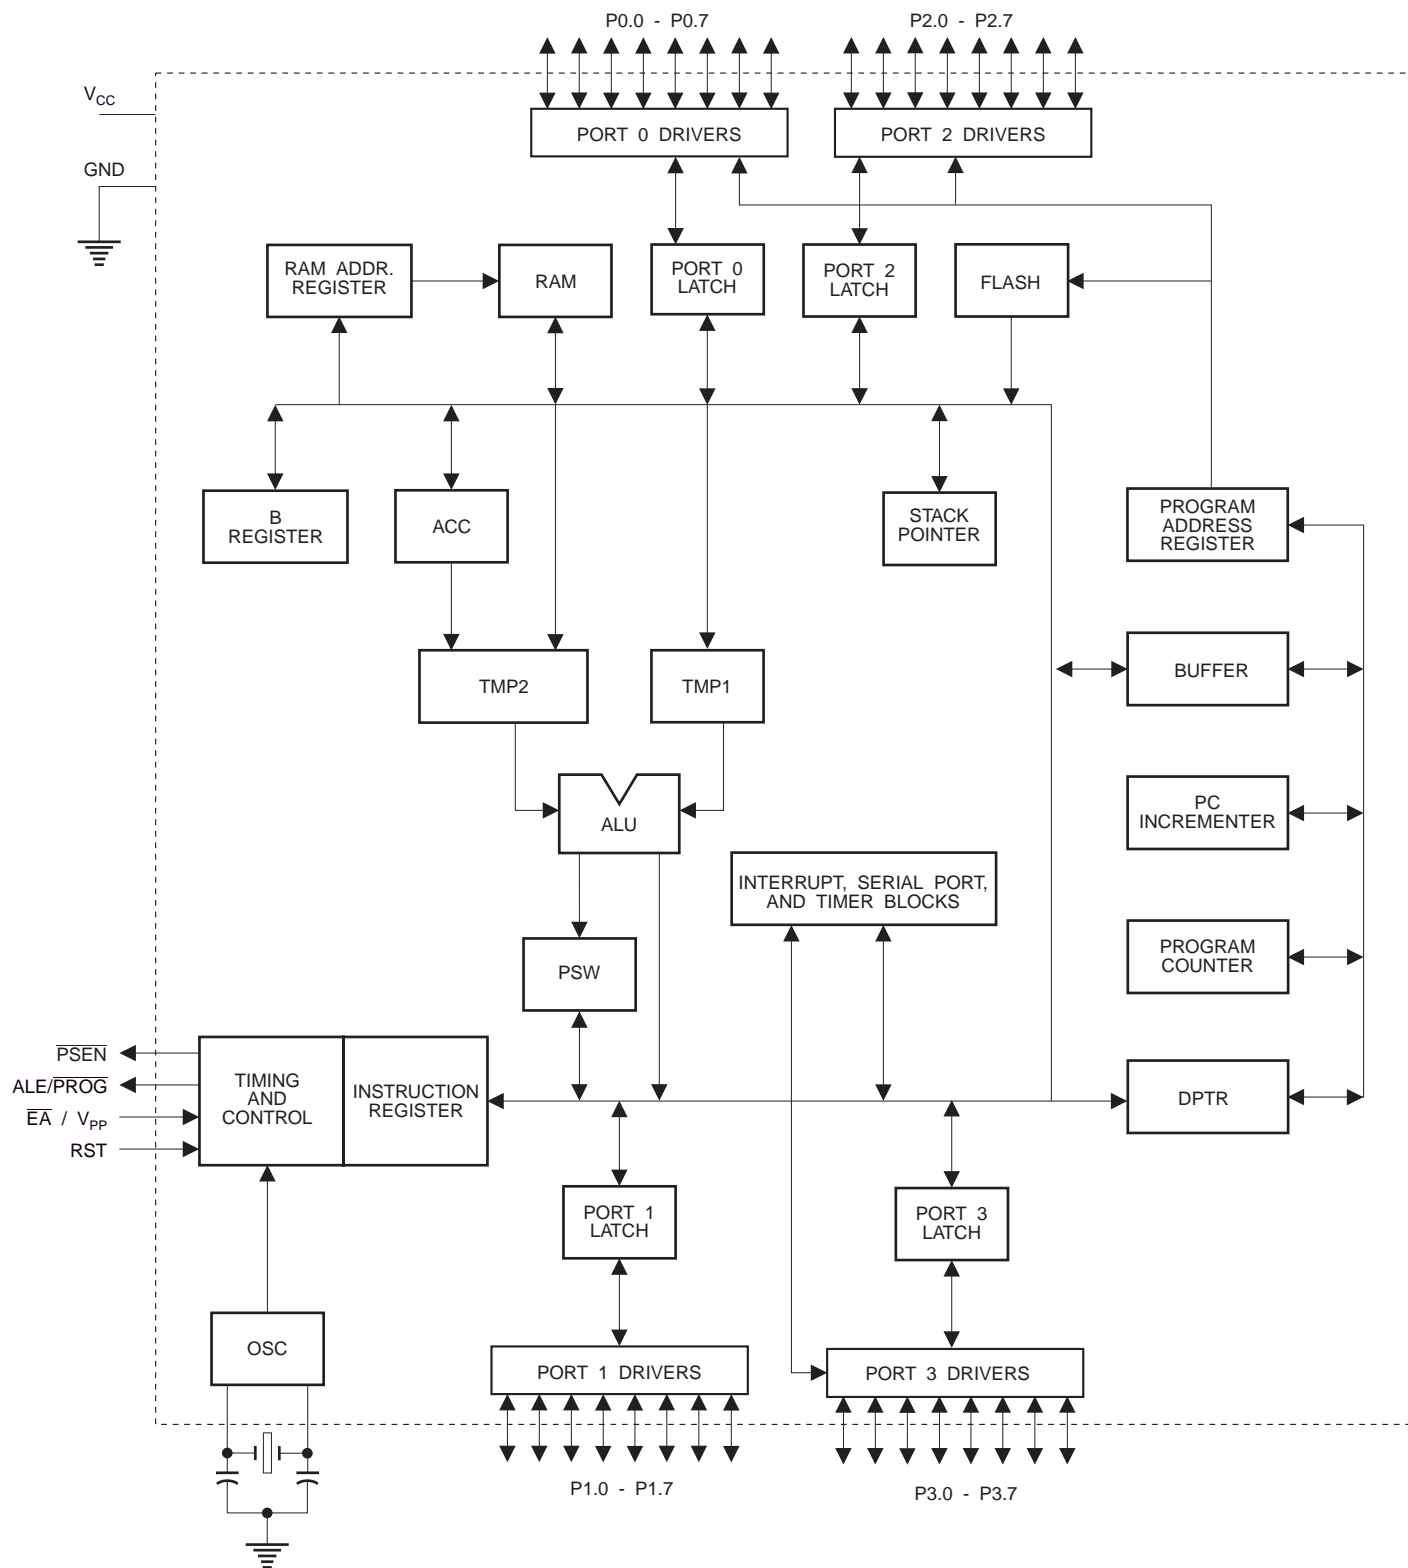 P0.0 - P0.7
P2.0 - P2.7
VCC
PORT 0 DRIVERS
PORT 2 DRIVERS
GND
RAM ADDR.
REGISTER
RAM
PORT 0
LATCH
PORT 2
LATCH
FLASH
B
REGISTER
ACC
STACK
POINTER
PROGRAM
ADDRESS
REGISTER
TMP2
TMP1
BUFFER
ALU
PC
INCREMENTER
INTERRUPT, SERIAL PORT,
AND TIMER BLOCKS
PSW
PROGRAM
COUNTER
P̅S̅E̅N̅
ALE/P̅R̅O̅G̅
E̅A̅ / VPP
RST
TIMING
AND
CONTROL
INSTRUCTION
REGISTER
DPTR
PORT 1
LATCH
PORT 3
LATCH
OSC
PORT 1 DRIVERS
PORT 3 DRIVERS
P1.0 - P1.7
P3.0 - P3.7